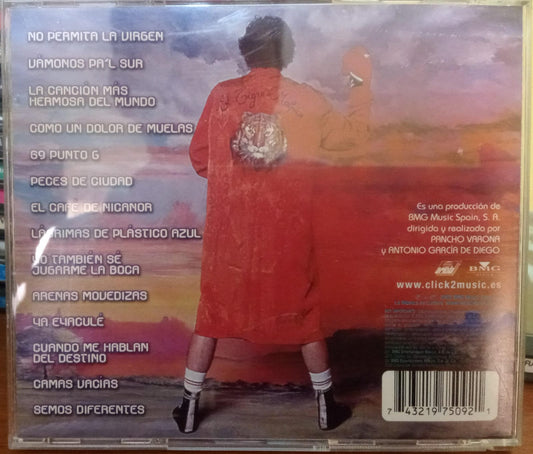 NO PERMITA LA VIRGEN
VÁMONOS PA'L SUR
LA CANCIÓN MÁS
HERMOSA DEL MUNDO
COMO UN DOLOR DE MUELAS
69 PUNTO G
PECES DE CIUDAD
EL CAFE DE NICANOR
LÁGRIMAS DE PLÁSTICO AZUL
YO TAMBIÉN SÉ
JUGARME LA BOCA
ARENAS MOVEDIZAS
YA EYACULÉ
CUANDO ME HABLAN
DEL DESTINO
CAMAS VACÍAS
SEMOS DIFERENTES
El Tigre
Es una producción de
BMG Music Spain, S. A.
dirigida y realizada por
PANCHO VARONA
y ANTONIO GARCÍA DE DIEGO
BMG
www.click2music.es
7 43219 75092 1